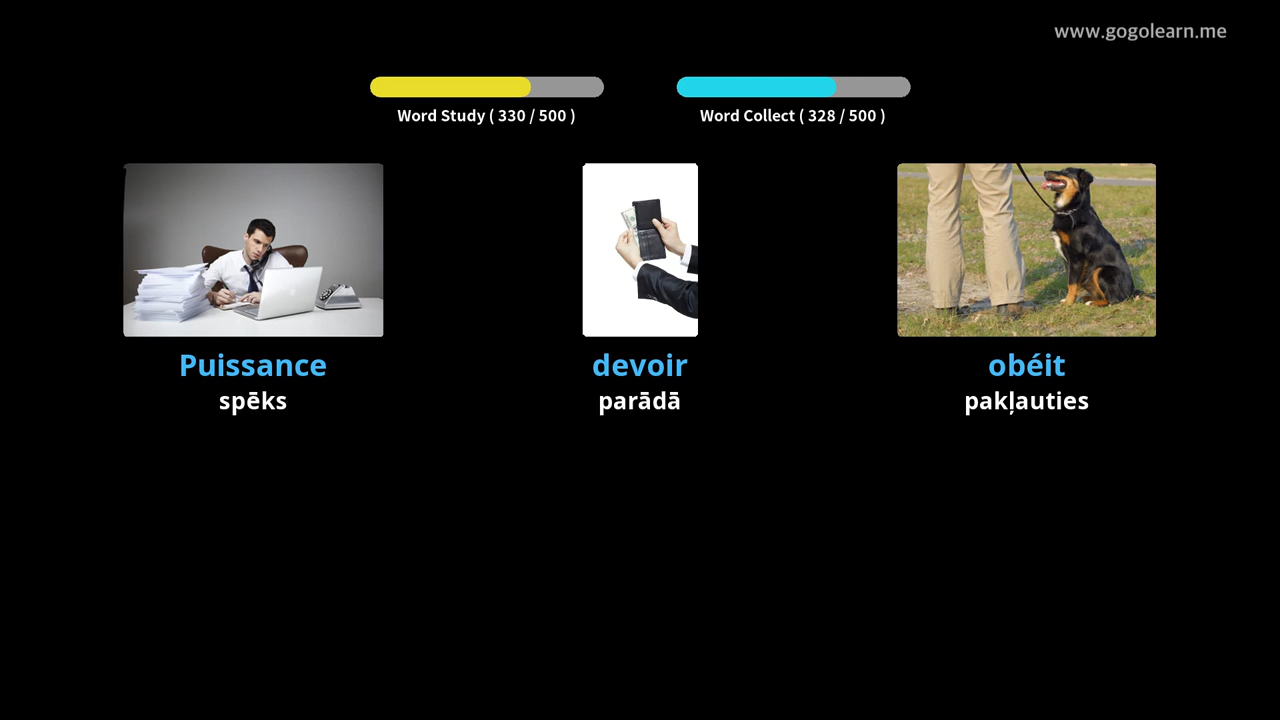 www.gogolearn.me
Word Study ( 330 / 500 )
Word Collect ( 328 / 500 )
Puissance
spēks
devoir
parādā
obéit
pakļauties